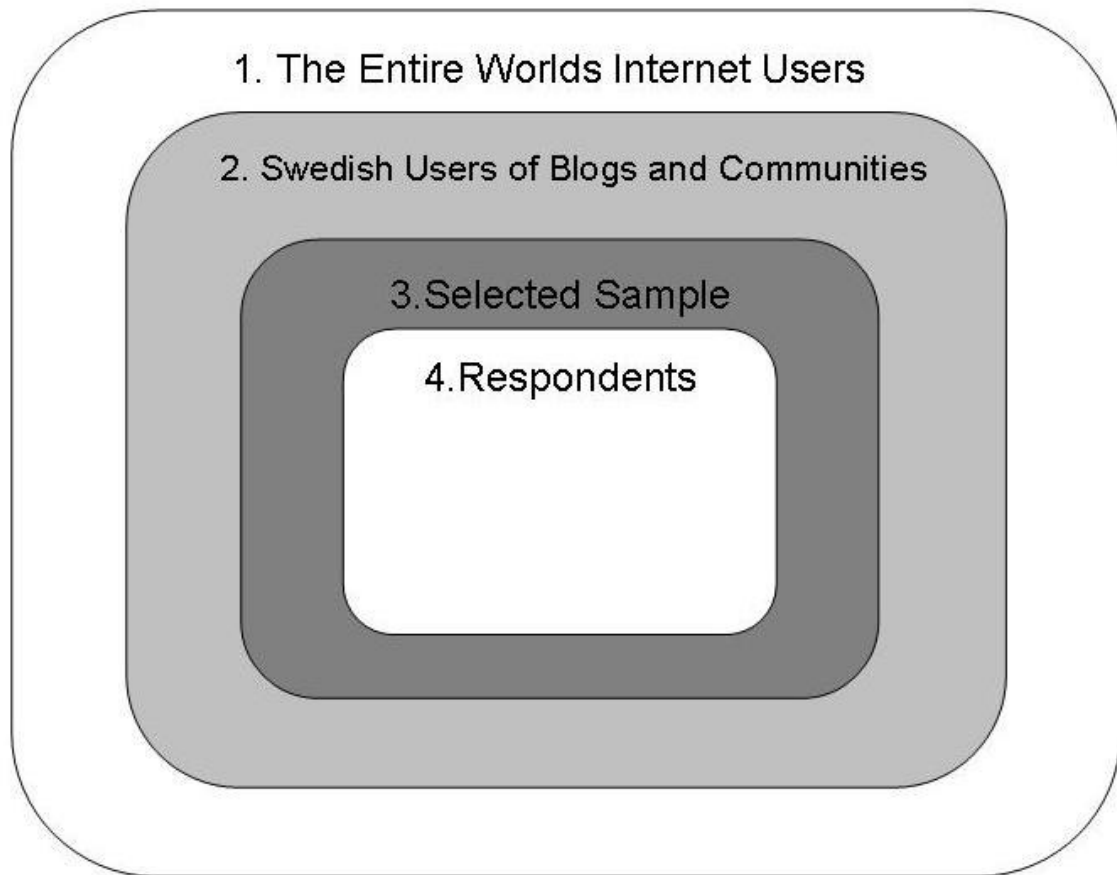 1. The Entire Worlds Internet Users
2. Swedish Users of Blogs and Communities
3.Selected Sample
4.Respondents